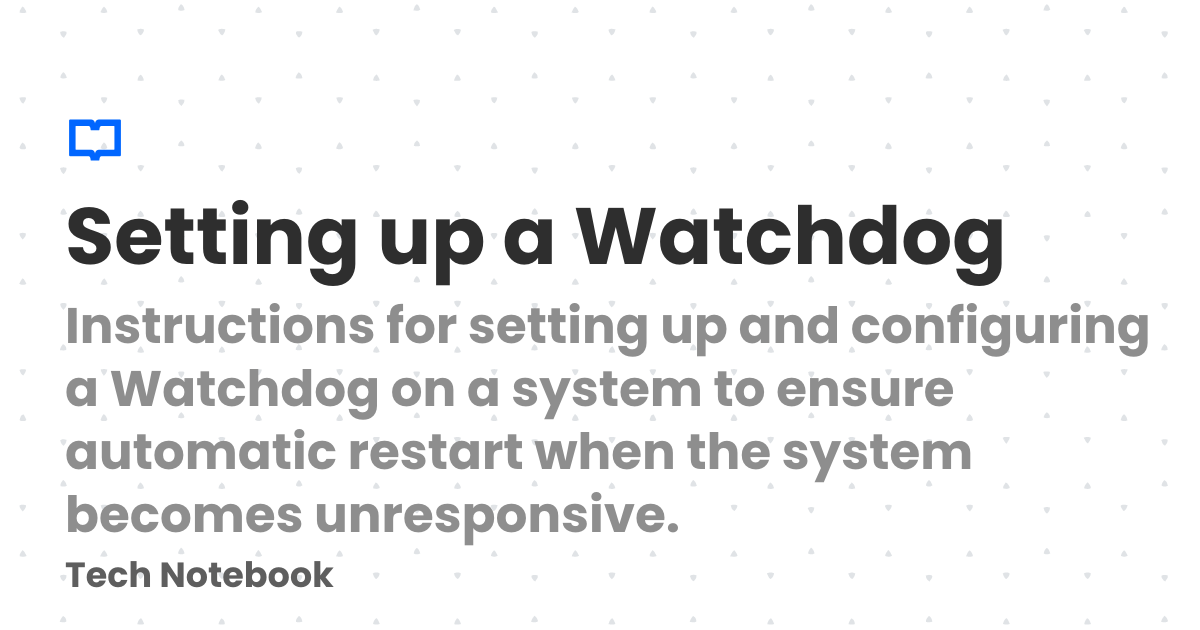 Setting up a Watchdog
Instructions for setting up and configuring
a Watchdog on a system to ensure
automatic restart when the system
becomes unresponsive.
Tech Notebook